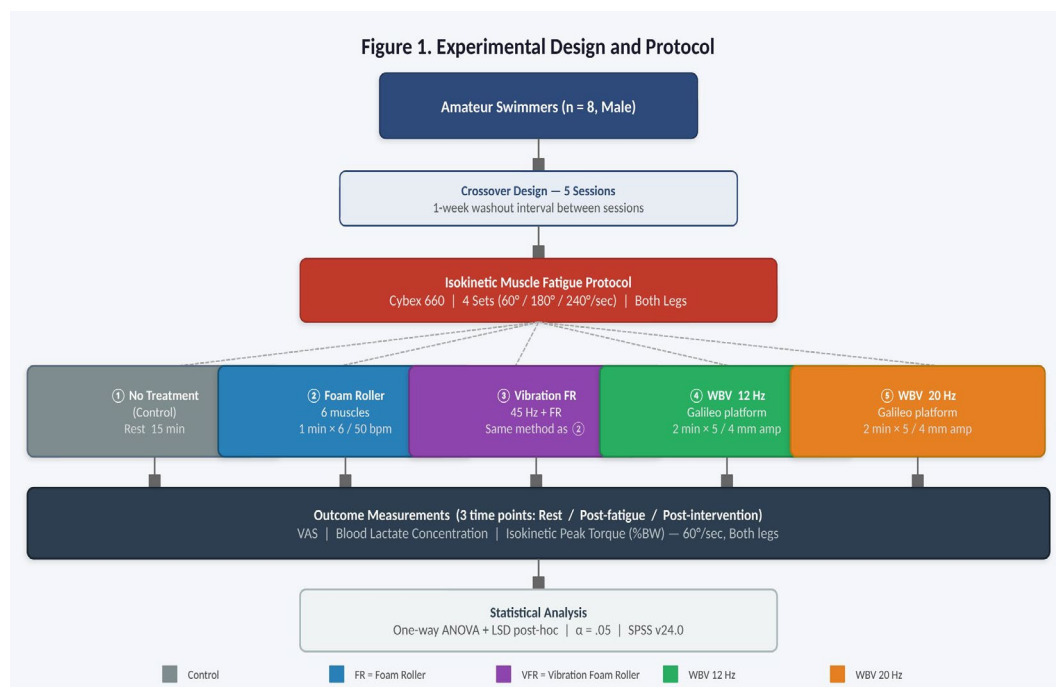 Figure 1. Experimental Design and Protocol
Amateur Swimmers (n = 8, Male)
Crossover Design — 5 Sessions
1-week washout interval between sessions
Isokinetic Muscle Fatigue Protocol
Cybex 660 | 4 Sets (60° / 180° / 240°/sec) | Both Legs
① No Treatment
(Control)
Rest 15 min
② Foam Roller
6 muscles
1 min × 6 / 50 bpm
③ Vibration FR
45 Hz + FR
Same method as ②
④ WBV 12 Hz
Galileo platform
2 min × 5 / 4 mm amp
⑤ WBV 20 Hz
Galileo platform
2 min × 5 / 4 mm amp
Outcome Measurements (3 time points: Rest / Post-fatigue / Post-intervention)
VAS | Blood Lactate Concentration | Isokinetic Peak Torque (%BW) — 60°/sec, Both legs
Statistical Analysis
One-way ANOVA + LSD post-hoc | α = .05 | SPSS v24.0
Control
FR = Foam Roller
VFR = Vibration Foam Roller
WBV 12 Hz
WBV 20 Hz